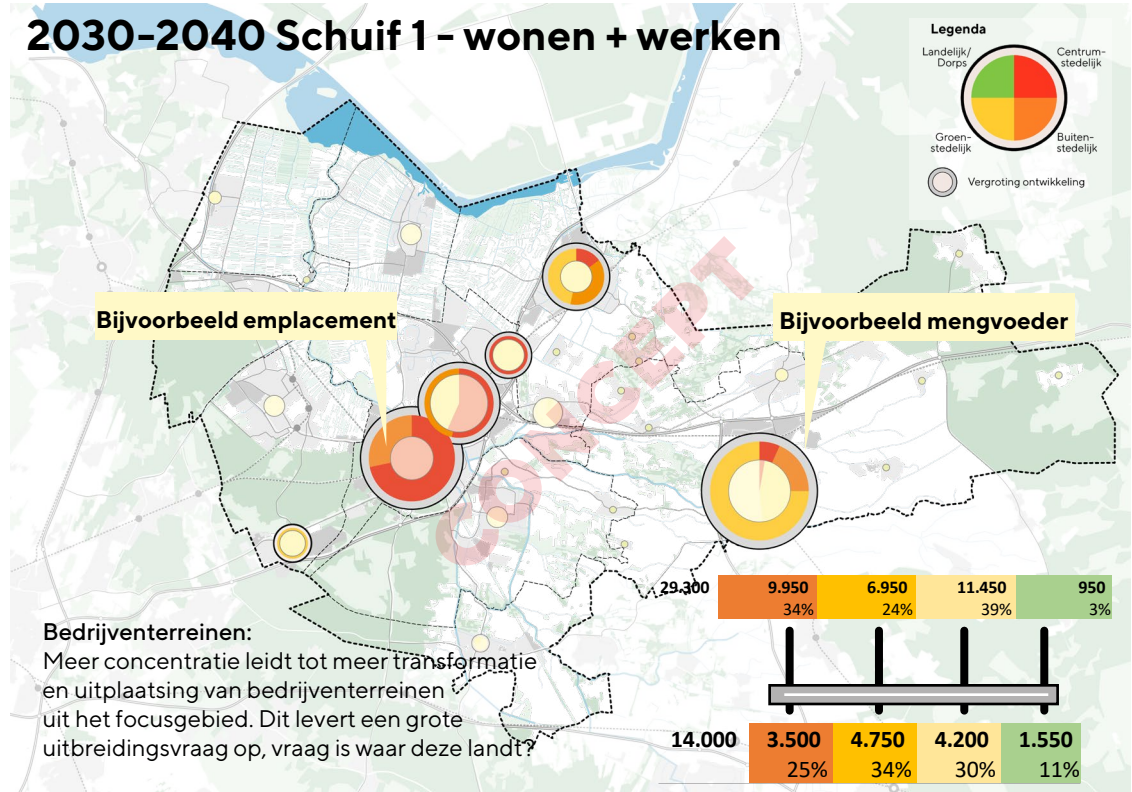 2030-2040 Schuif 1 - wonen + werken
Legenda
Landelijk/
Dorps
Centrum-
stedelijk
Groen-
stedelijk
Buiten-
stedelijk
Vergroting ontwikkeling
Bijvoorbeeld emplacement
Bijvoorbeeld mengvoeder
CONCEPT
29.300 9.950 6.950 11.450 950
34% 24% 39% 3%
Bedrijventerreinen:
Meer concentratie leidt tot meer transformatie
en uitplaatsing van bedrijventerreinen
uit het focusgebied. Dit levert een grote
uitbreidingsvraag op, vraag is waar deze landt?
14.000 3.500 4.750 4.200 1.550
25% 34% 30% 11%